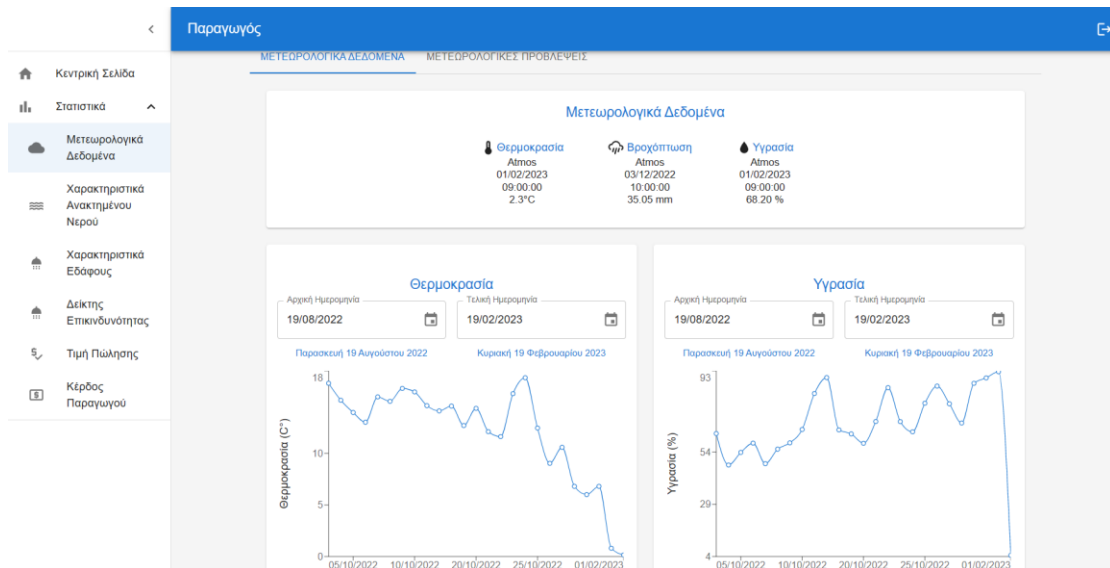 Παραγωγός
Κεντρική Σελίδα
Στατιστικά
Μετεωρολογικά
Δεδομένα
Χαρακτηριστικά
Ανακτημένου
Νερού
Χαρακτηριστικά
Εδάφους
Δείκτης
Επικινδυνότητας
Τιμή Πώλησης
Κέρδος
Παραγωγού
ΜΕΤΕΩΡΟΛΟΓΙΚΑ ΔΕΔΟΜΕΝΑ ΜΕΤΕΩΡΟΛΟΓΙΚΕΣ ΠΡΟΒΛΕΨΕΙΣ
Μετεωρολογικά Δεδομένα
Θερμοκρασία Βροχόπτωση Υγρασία
Atmos Atmos Atmos
01/02/2023 03/12/2022 01/02/2023
09:00:00 10:00:00 09:00:00
2.3°C 35.05 mm 68.20 %
Θερμοκρασία
Αρχική Ημερομηνία Τελική Ημερομηνία
19/08/2022 19/02/2023
Παρασκευή 19 Αυγούστου 2022 Κυριακή 19 Φεβρουαρίου 2023
18
10
5
0
Θερμοκρασία (C°)
05/10/2022 10/10/2022 20/10/2022 25/10/2022 01/02/2023
Υγρασία
Αρχική Ημερομηνία Τελική Ημερομηνία
19/08/2022 19/02/2023
Παρασκευή 19 Αυγούστου 2022 Κυριακή 19 Φεβρουαρίου 2023
93
54
29
4
Υγρασία (%)
05/10/2022 10/10/2022 20/10/2022 25/10/2022 01/02/2023